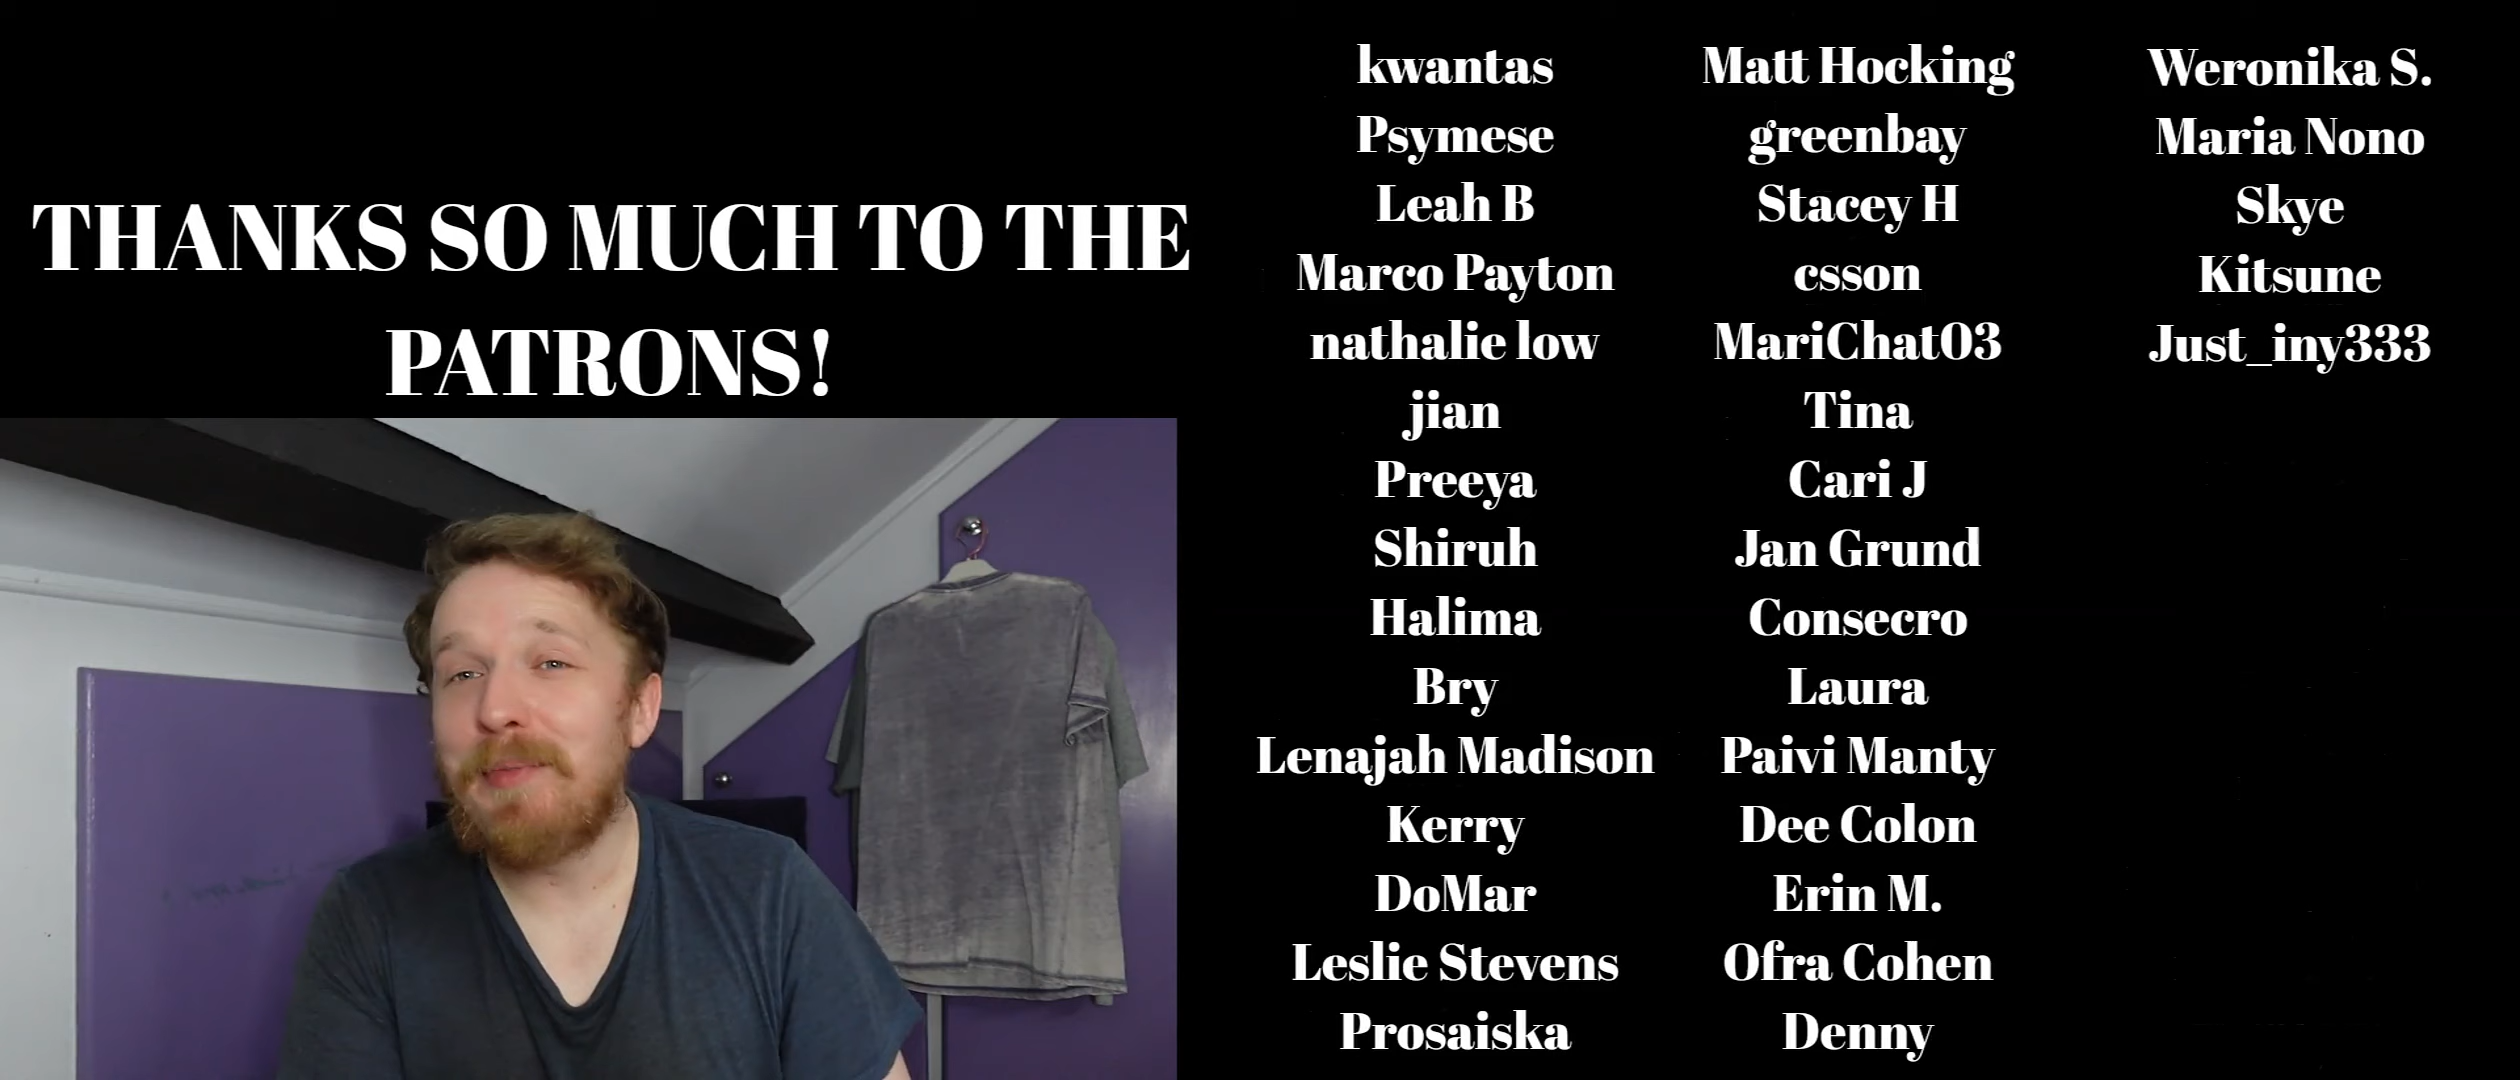 THANKS SO MUCH TO THE
PATRONS!
kwantas
Psymese
Leah B
Marco Payton
nathalie low
jian
Preeya
Shiruh
Halima
Bry
Lenajah Madison
Kerry
DoMar
Leslie Stevens
Prosaiska
Matt Hocking
greenbay
Stacey H
csson
MariChat03
Tina
Cari J
Jan Grund
Consecro
Laura
Paivi Manty
Dee Colon
Erin M.
Ofra Cohen
Denny
Weronika S.
Maria Nono
Skye
Kitsune
Just_iny333